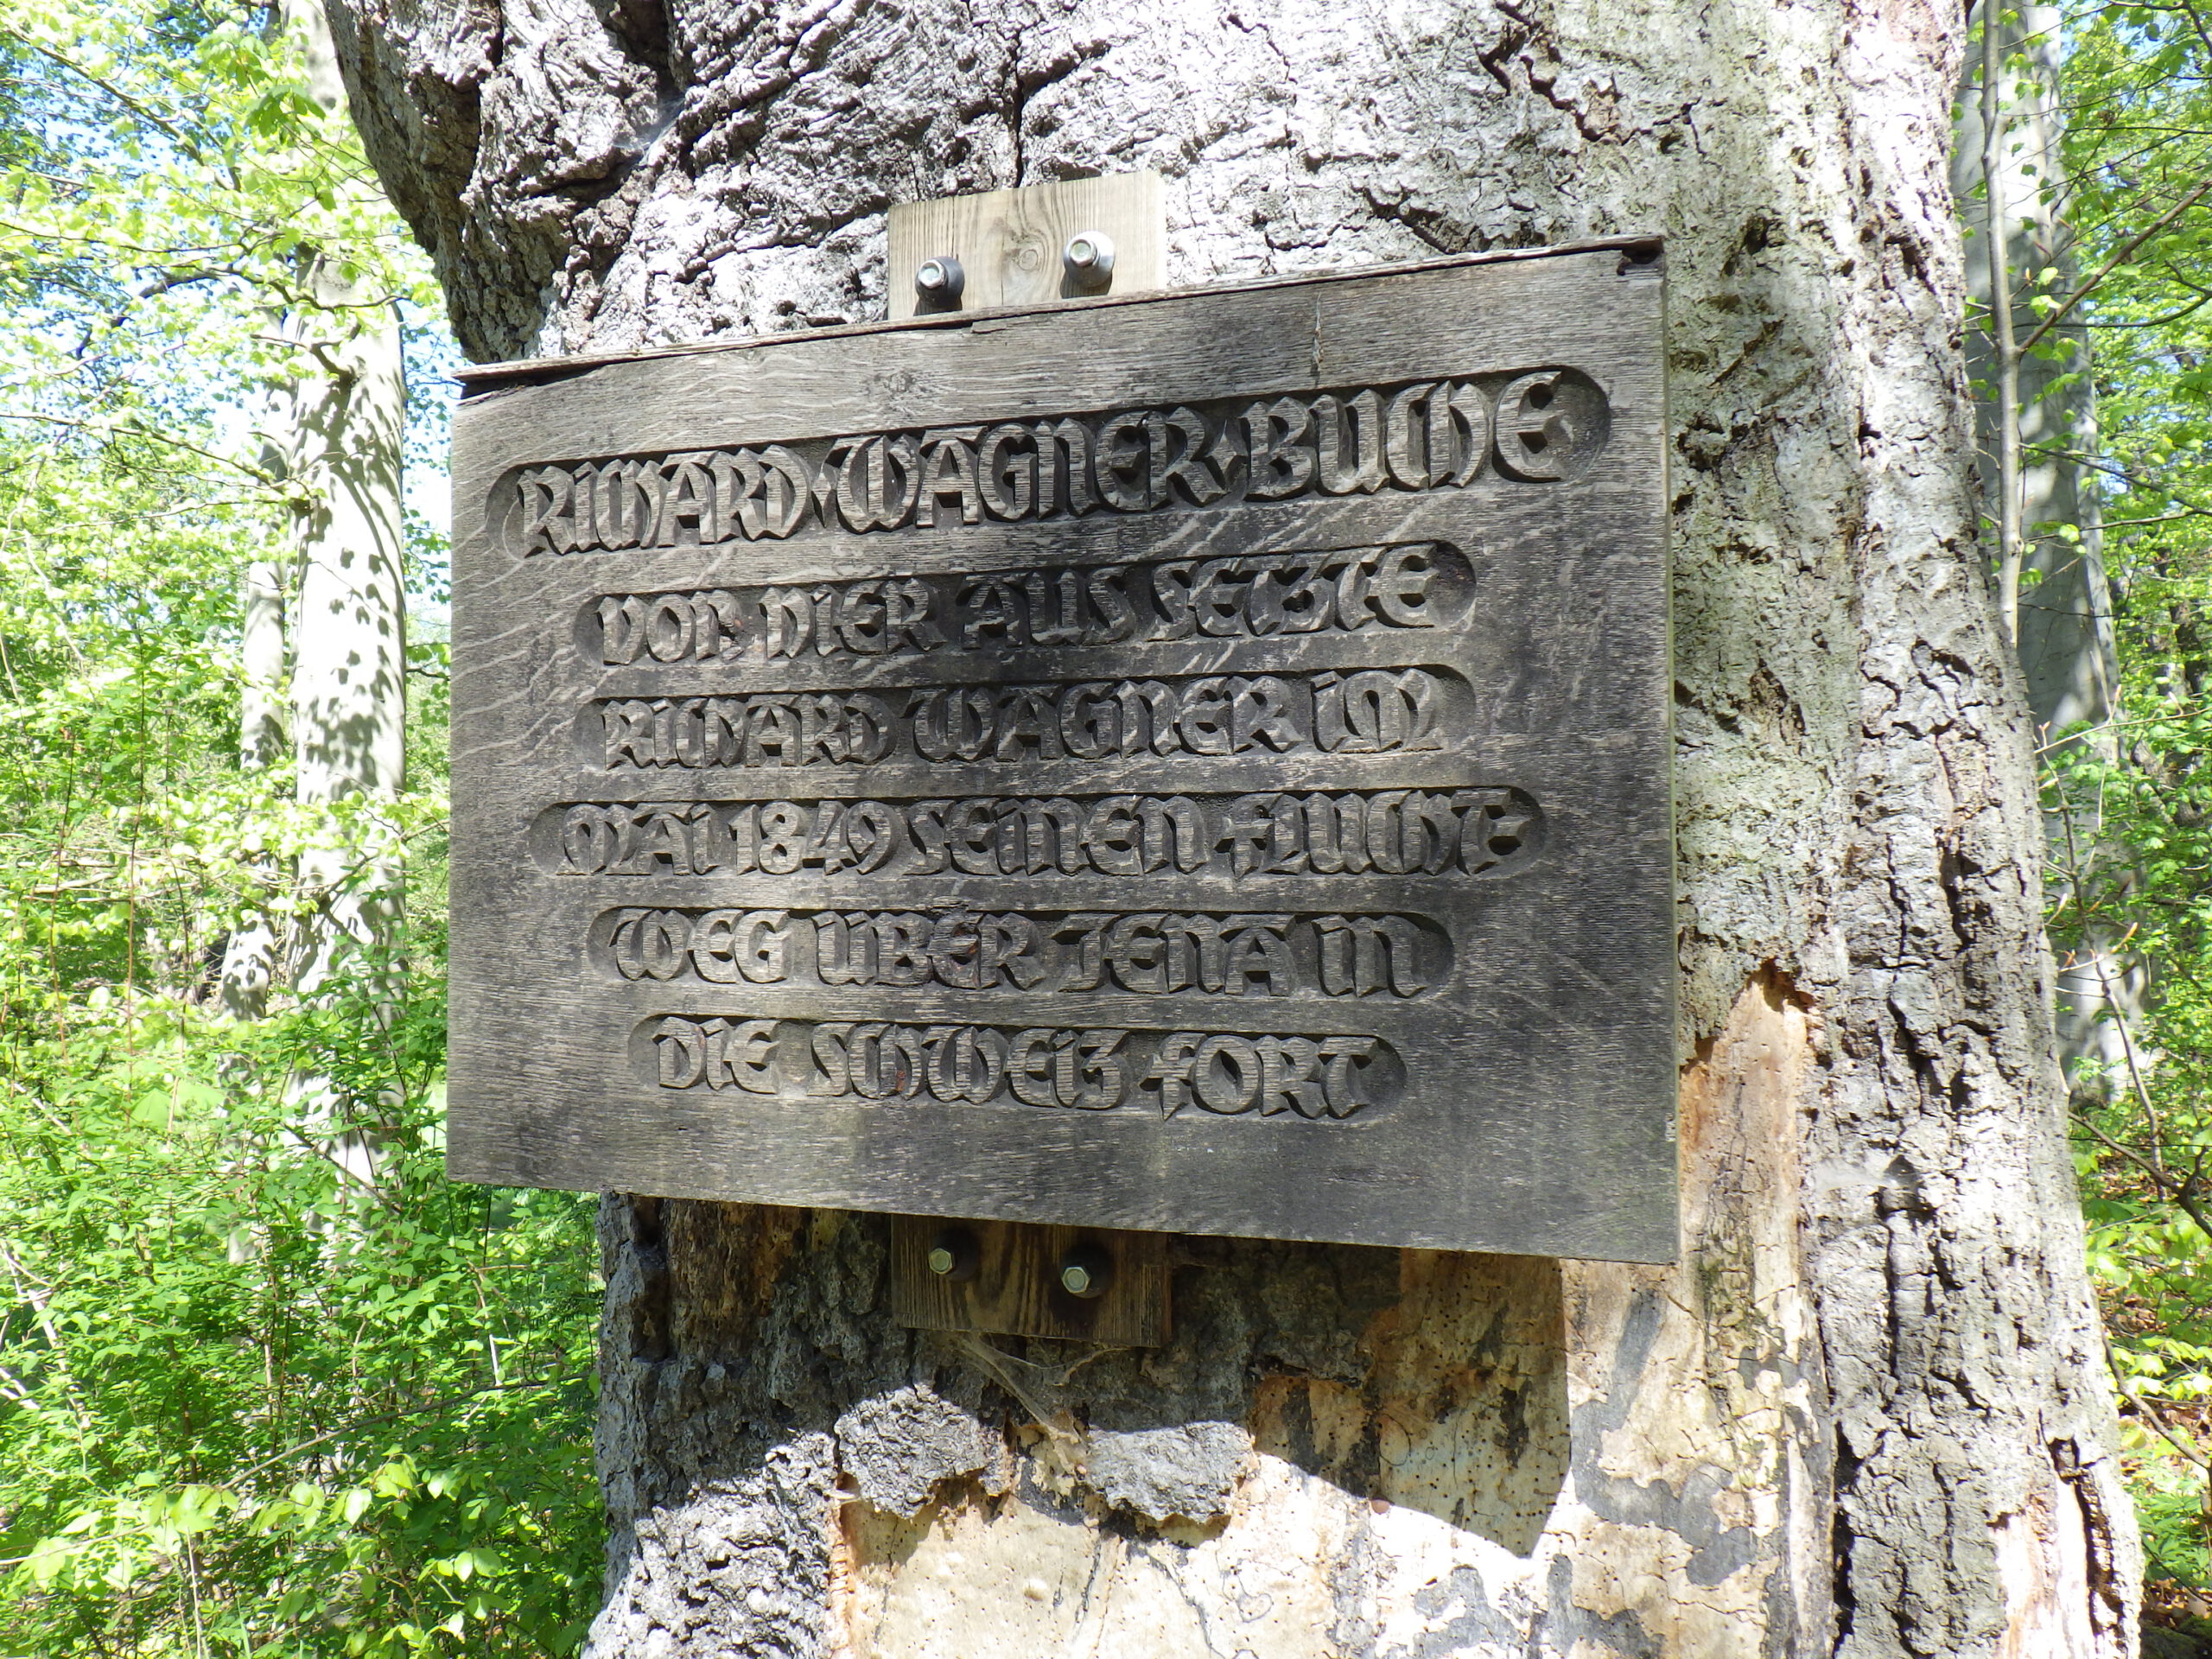 RICHARD·WAGNER·BUCHE
VON HIER AUS SETZTE
RICHARD WAGNER IM
MAI 1849 SEINEN FLUCHT-
WEG ÜBER JENA IN
DIE SCHWEIZ FORT